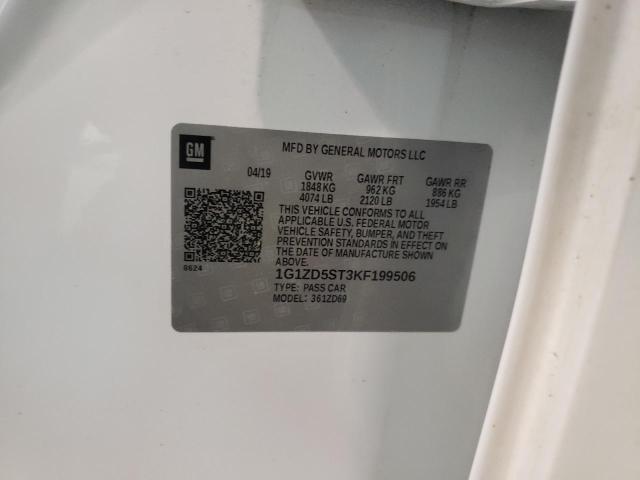 GM
MFD BY GENERAL MOTORS LLC
04/19 GVWR GAWR FRT GAWR RR
1848 KG 962 KG 886 KG
4074 LB 2120 LB 1954 LB
THIS VEHICLE CONFORMS TO ALL
APPLICABLE U.S. FEDERAL MOTOR
VEHICLE SAFETY, BUMPER, AND THEFT
PREVENTION STANDARDS IN EFFECT ON
THE DATE OF MANUFACTURE SHOWN
ABOVE.
8624
1G1ZD5ST3KF199506
TYPE: PASS CAR
MODEL: 361ZD69